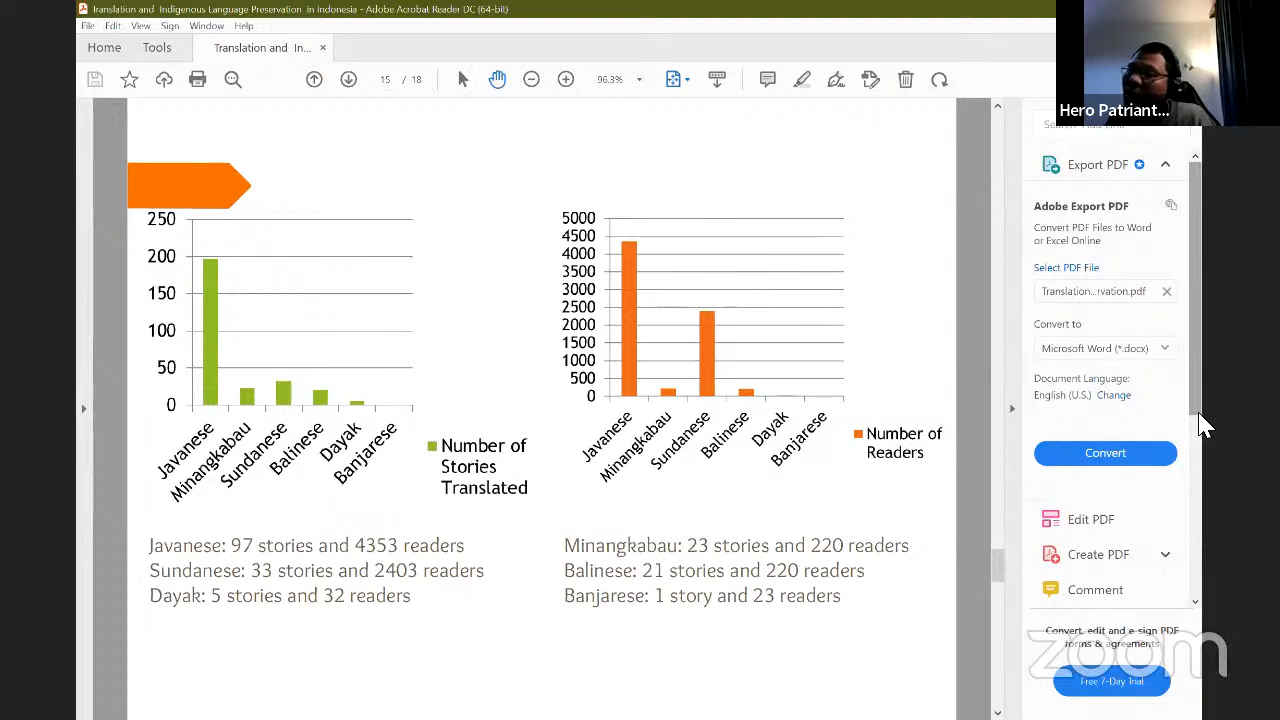 Translation and Indigenous Language Preservation in Indonesia - Adobe Acrobat Reader DC (64-bit)
File Edit View Sign Window Help
Home Tools Translation and In... ×
15 / 18 96.3%
Hero Patriant...
Export PDF
Adobe Export PDF
Convert PDF Files to Word
or Excel Online
Select PDF File
Translation...rvation.pdf
Convert to
Microsoft Word (*.docx)
Document Language:
English (U.S.) Change
Convert
Edit PDF
Create PDF
Comment
Convert, edit and e-sign PDF
forms & agreements
Free 7-Day Trial
zoom
250
200
150
100
50
0
Javanese
Minangkabau
Sundanese
Balinese
Dayak
Banjarese
Number of
Stories
Translated
5000
4500
4000
3500
3000
2500
2000
1500
1000
500
0
Javanese
Minangkabau
Sundanese
Balinese
Dayak
Banjarese
Number of
Readers
Javanese: 97 stories and 4353 readers
Sundanese: 33 stories and 2403 readers
Dayak: 5 stories and 32 readers
Minangkabau: 23 stories and 220 readers
Balinese: 21 stories and 220 readers
Banjarese: 1 story and 23 readers